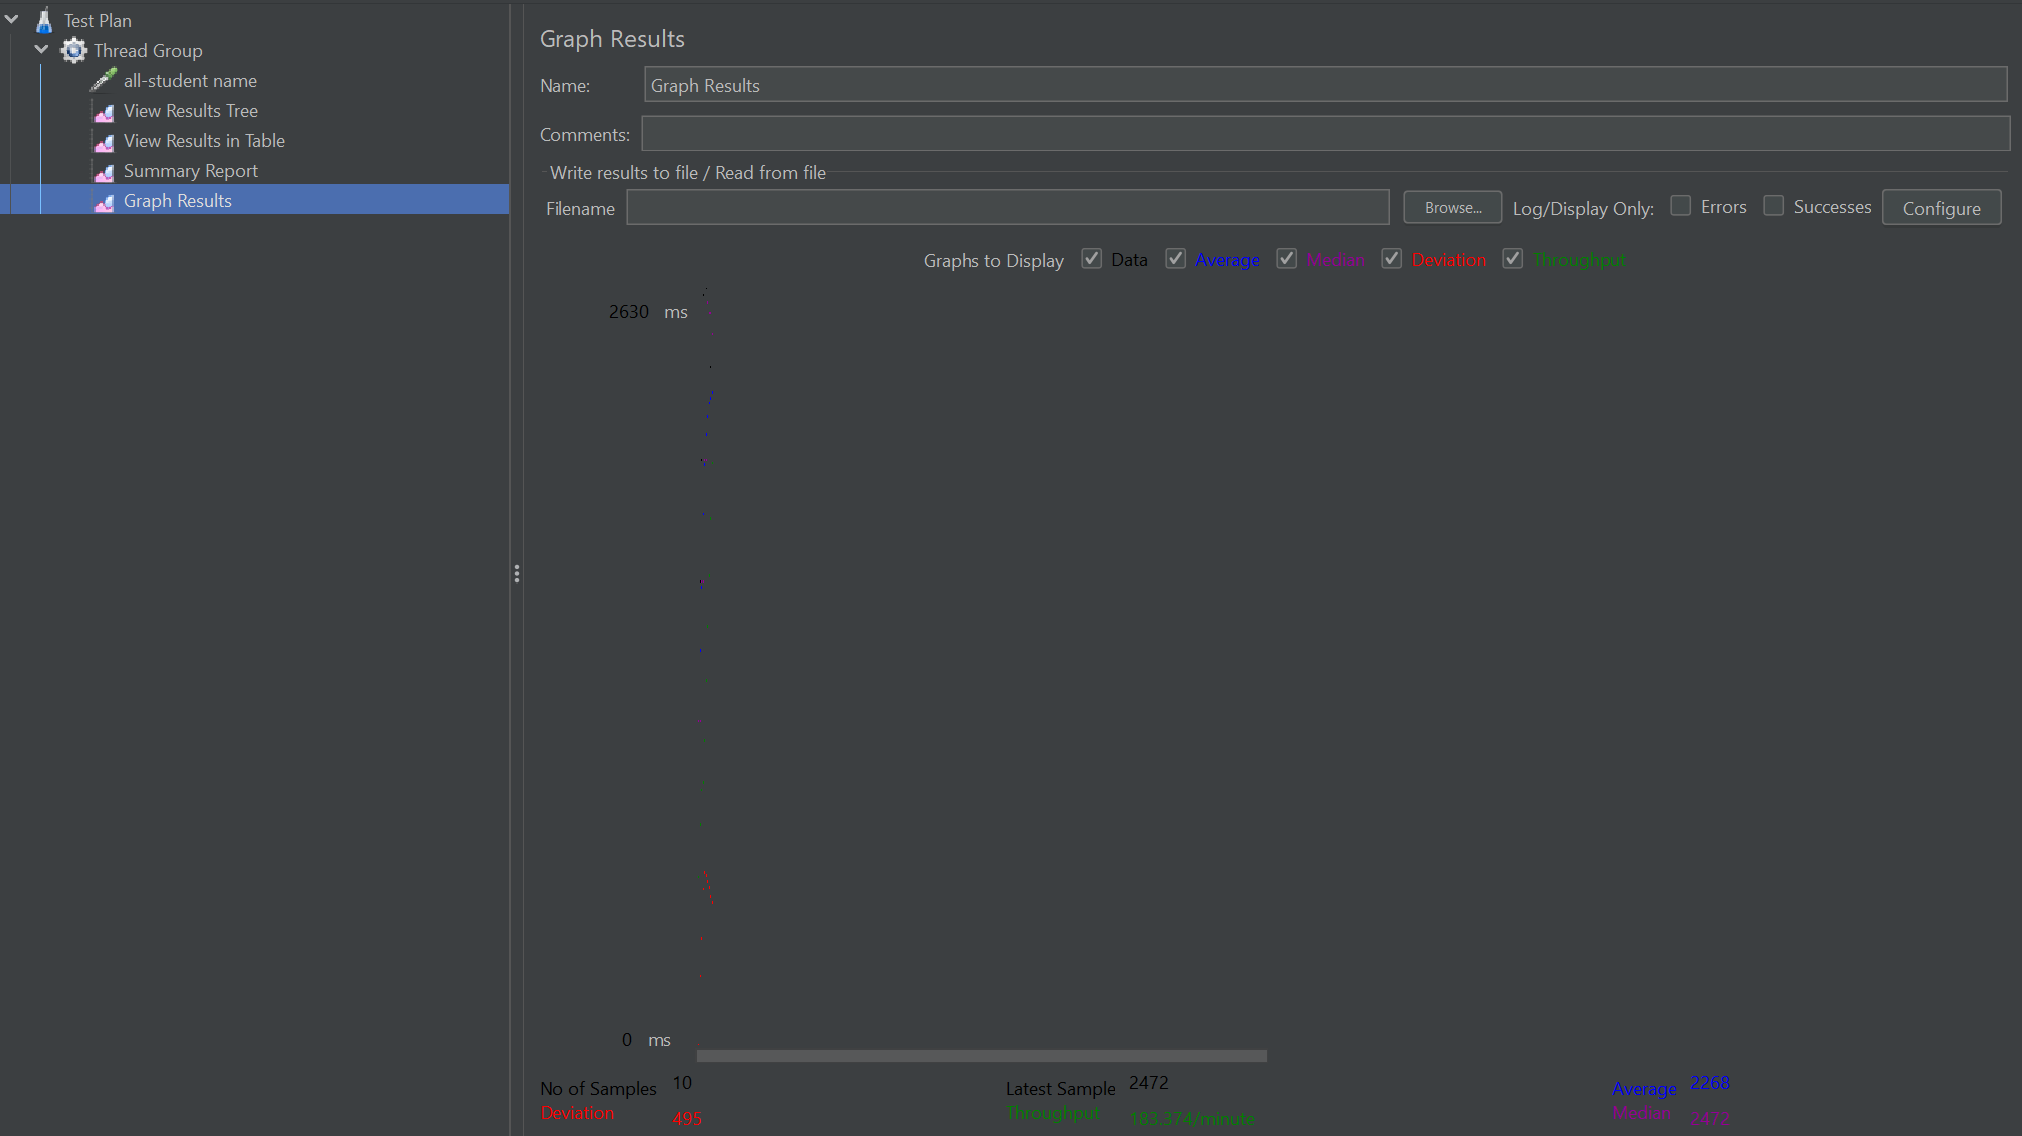 Test Plan
Thread Group
all-student name
View Results Tree
View Results in Table
Summary Report
Graph Results
Graph Results
Name: Graph Results
Comments:
Write results to file / Read from file
Filename Browse... Log/Display Only: Errors Successes Configure
Graphs to Display Data Average Median Deviation Throughput
2630 ms
0 ms
No of Samples 10 Latest Sample 2472 Average 2268
Deviation 495 Throughput 183.374/minute Median 2472